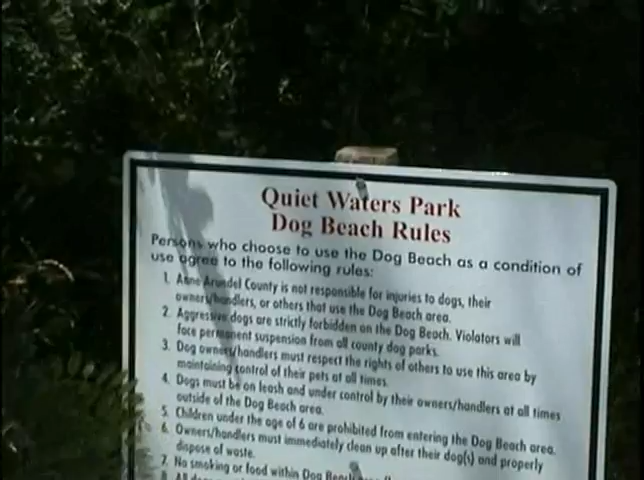 Quiet Waters Park
Dog Beach Rules
Persons who choose to use the Dog Beach as a condition of
use agree to the following rules:
1. Anne Arundel County is not responsible for injuries to dogs, their
owners/handlers, or others that use the Dog Beach area.
2. Aggressive dogs are strictly forbidden on the Dog Beach. Violators will
face permanent suspension from all county dog parks.
3. Dog owners/handlers must respect the rights of others to use this area by
maintaining control of their pets at all times.
4. Dogs must be on leash and under control by their owners/handlers at all times
outside of the Dog Beach area.
5. Children under the age of 6 are prohibited from entering the Dog Beach area.
6. Owners/handlers must immediately clean up after their dog(s) and properly
dispose of waste.
7. No smoking or food within Dog Beach
8. All